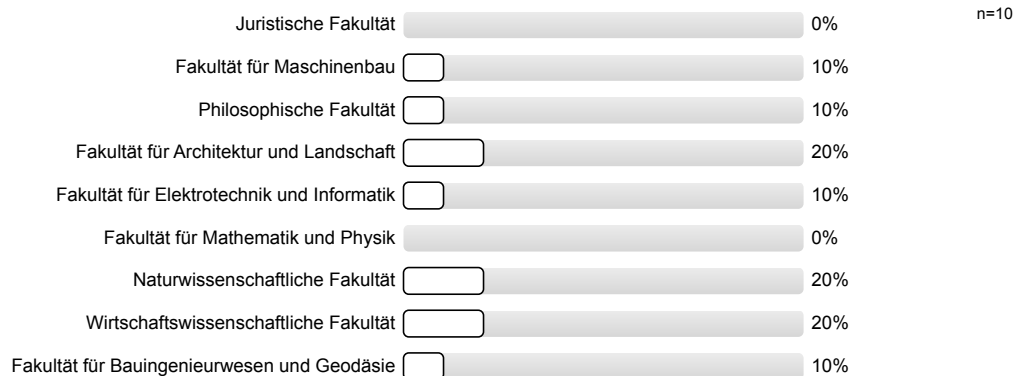 Juristische Fakultät 0% n=10
Fakultät für Maschinenbau 10%
Philosophische Fakultät 10%
Fakultät für Architektur und Landschaft 20%
Fakultät für Elektrotechnik und Informatik 10%
Fakultät für Mathematik und Physik 0%
Naturwissenschaftliche Fakultät 20%
Wirtschaftswissenschaftliche Fakultät 20%
Fakultät für Bauingenieurwesen und Geodäsie 10%